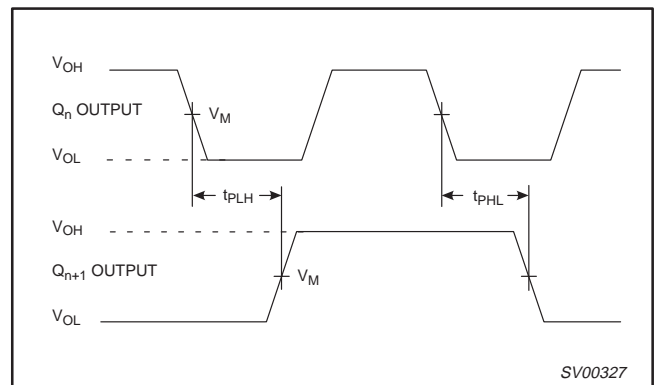 VOH
Qn OUTPUT
VM
VOL
tPLH
tPHL
VOH
Qn+1 OUTPUT
VM
VOL
SV00327